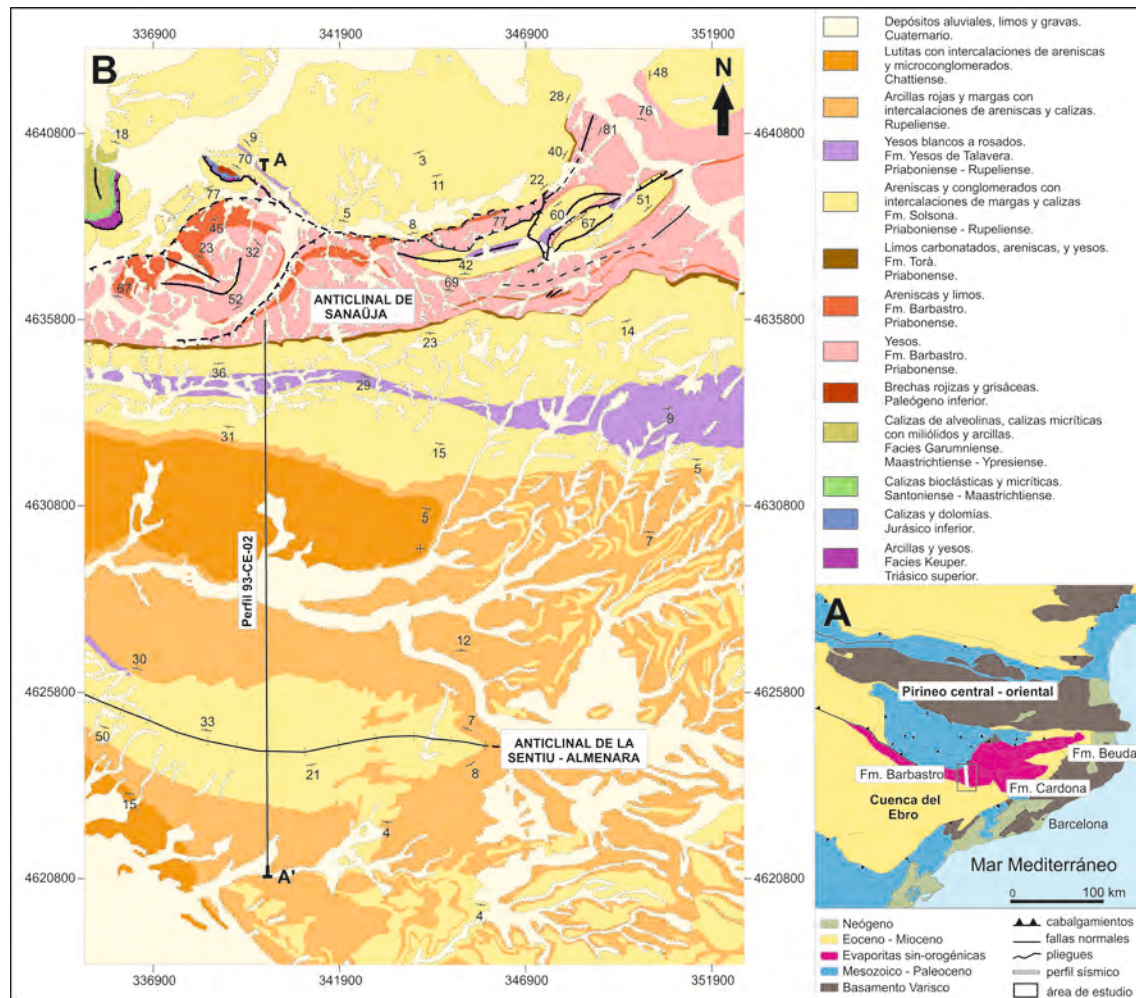 336900
341900
346900
351900
B
N
4640800
4635800
4630800
4625800
4620800
4640800
4635800
4630800
4625800
4620800
18
9
70
A
77
46
23
32
67
52
5
3
11
8
28
48
76
81
40
22
77
60
67
51
42
69
ANTICLINAL DE
SANAÜJA
14
23
36
29
9
31
15
5
5
7
Perfil 93-CE-02
12
30
33
7
50
21
8
ANTICLINAL DE LA
SENTIU - ALMENARA
15
4
A'
4
336900
341900
346900
351900
Depósitos aluviales, limos y gravas.
Cuaternario.
Lutitas con intercalaciones de areniscas
y microconglomerados.
Chattiense.
Arcillas rojas y margas con
intercalaciones de areniscas y calizas.
Rupeliense.
Yesos blancos a rosados.
Fm. Yesos de Talavera.
Priaboniense - Rupeliense.
Areniscas y conglomerados con
intercalaciones de margas y calizas
Fm. Solsona.
Priaboniense - Rupeliense.
Limos carbonatados, areniscas, y yesos.
Fm. Torà.
Priabonense.
Areniscas y limos.
Fm. Barbastro.
Priabonense.
Yesos.
Fm. Barbastro.
Priabonense.
Brechas rojizas y grisáceas.
Paleógeno inferior.
Calizas de alveolinas, calizas micríticas
con miliólidos y arcillas.
Facies Garumniense.
Maastrichtiense - Ypresiense.
Calizas bioclásticas y micríticas.
Santoniense - Maastrichtiense.
Calizas y dolomías.
Jurásico inferior.
Arcillas y yesos.
Facies Keuper.
Triásico superior.
A
Pirineo central - oriental
Fm. Barbastro
Fm. Beuda
Fm. Cardona
Cuenca del
Ebro
Barcelona
Mar Mediterráneo
0
100 km
Neógeno
Eoceno - Mioceno
Evaporitas sin-orogénicas
Mesozoico - Paleoceno
Basamento Varisco
cabalgamientos
fallas normales
pliegues
perfil sísmico
área de estudio